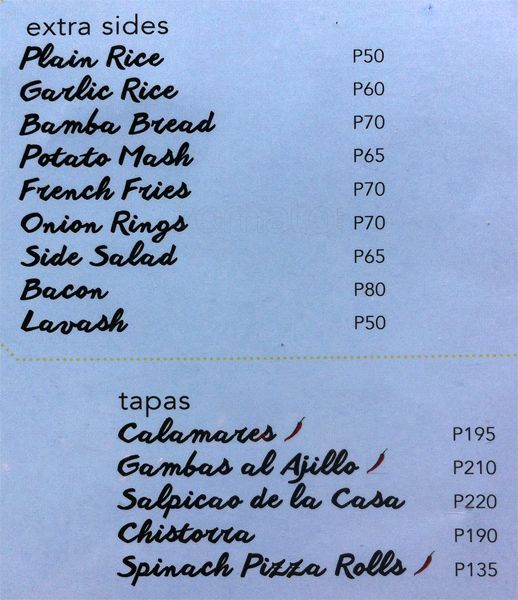 extra sides
Plain Rice P50
Garlic Rice P60
Bamba Bread P70
Potato Mash P65
French Fries P70
Onion Rings P70
Side Salad P65
Bacon P80
Lavash P50
tapas
Calamares P195
Gambas al Ajillo P210
Salpicao de la Casa P220
Chistorra P190
Spinach Pizza Rolls P135